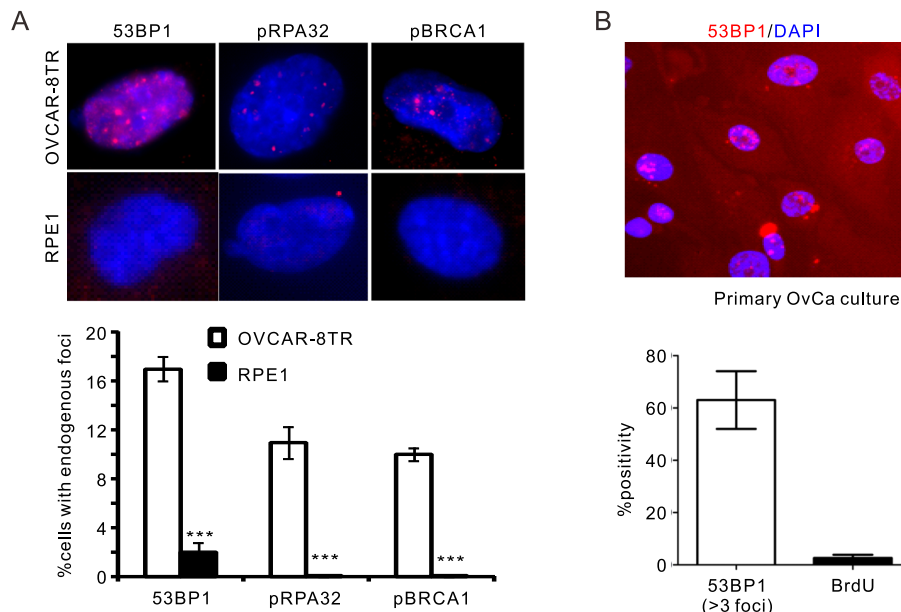 A
53BP1 pRPA32 pBRCA1
OVCAR-8TR
RPE1
%cells with endogenous foci
20
16
12
8
4
0
OVCAR-8TR
RPE1
***
***
***
53BP1 pRPA32 pBRCA1
B
53BP1/DAPI
Primary OvCa culture
%positivity
80
60
40
20
0
53BP1 BrdU
(>3 foci)